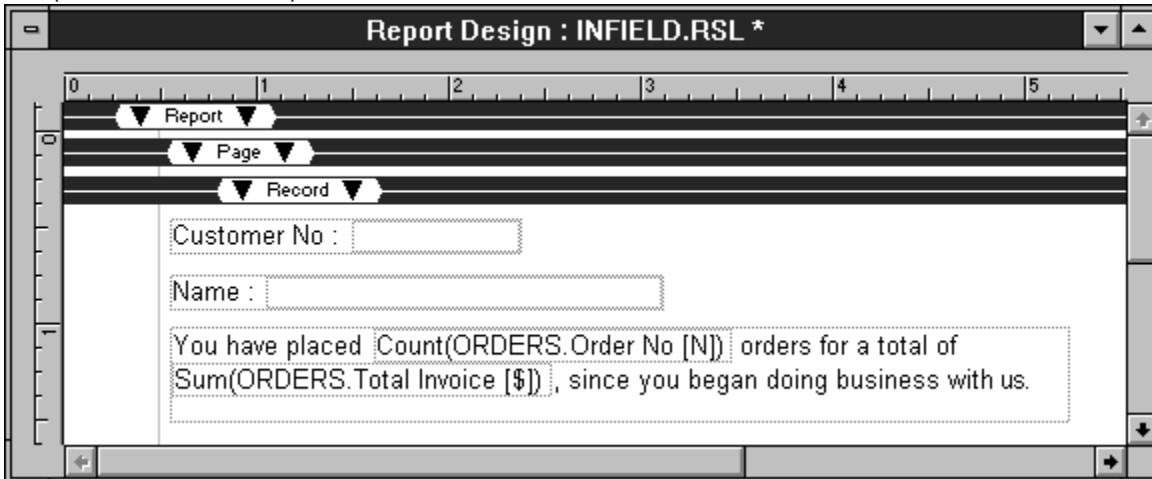 Report Design : INFIELD.RSL *
0 1 2 3 4 5
Report
0
Page
Record
Customer No :
Name :
1
You have placed Count(ORDERS.Order No [N]) orders for a total of
Sum(ORDERS.Total Invoice [$]) , since you began doing business with us.